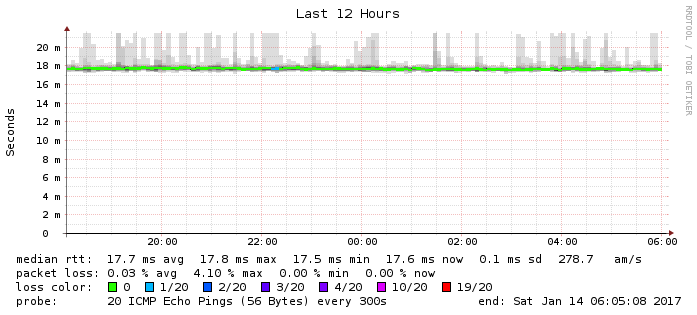 Last 12 Hours
RRDTOOL / TOBI OETIKER
Seconds
20 m
18 m
16 m
14 m
12 m
10 m
8 m
6 m
4 m
2 m
0
20:00 22:00 00:00 02:00 04:00 06:00
median rtt: 17.7 ms avg 17.8 ms max 17.5 ms min 17.6 ms now 0.1 ms sd 278.7 am/s
packet loss: 0.03 % avg 4.10 % max 0.00 % min 0.00 % now
loss color: 0 1/20 2/20 3/20 4/20 10/20 19/20
probe: 20 ICMP Echo Pings (56 Bytes) every 300s end: Sat Jan 14 06:05:08 2017